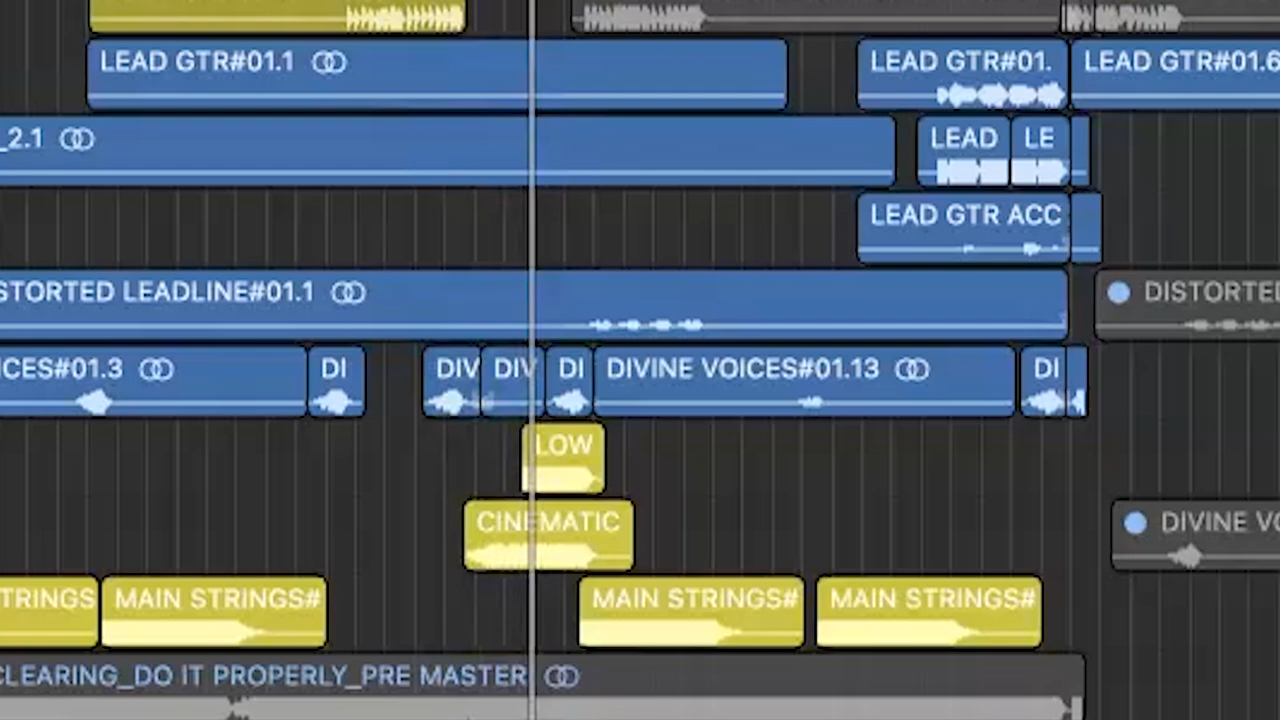 LEAD GTR#01.1
LEAD GTR#01.
LEAD GTR#01.6
_2.1
LEAD
LE
LEAD GTR ACC
STORTED LEADLINE#01.1
DISTORTED
ICES#01.3
DI
DIV
DIV
DI
DIVINE VOICES#01.13
DI
LOW
CINEMATIC
DIVINE VO
TRINGS
MAIN STRINGS#
MAIN STRINGS#
MAIN STRINGS#
CLEARING_DO IT PROPERLY_PRE MASTER